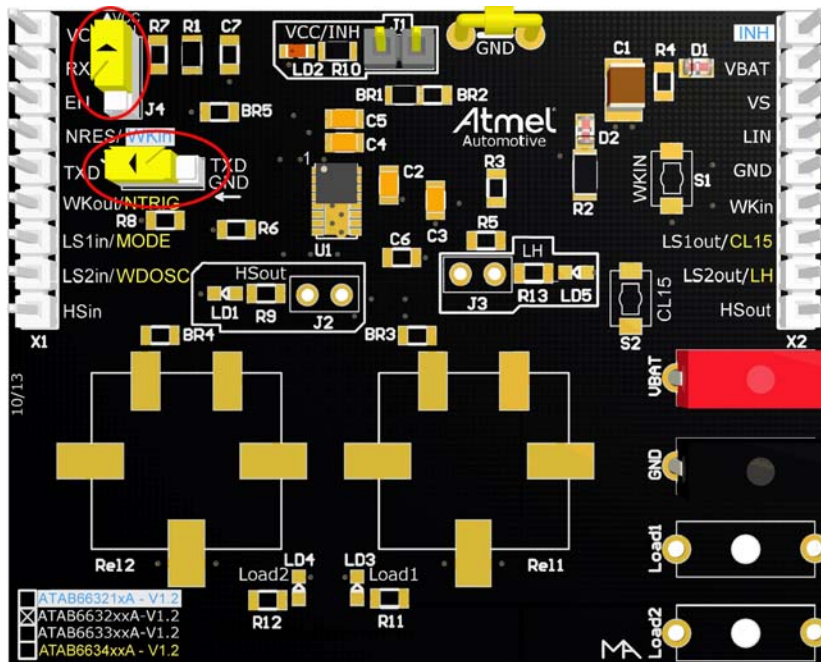 VCC
VCC
RX
EN
NRES/WKin
TXD
WKout/NTRIG
LS1in/MODE
LS2in/WDOSC
HSin
X1
10/13
R7
R1
C7
J4
BR5
TXD
GND
R8
R6
VCC/INH
J1
LD2
R10
GND
BR1
BR2
C5
C4
1
U1
C2
C3
C6
Atmel
Automotive
R3
R5
C1
R4
D1
D2
R2
WKIN
S1
INH
VBAT
VS
LIN
GND
WKin
LS1out/CL15
LS2out/LH
HSout
X2
HSout
LD1
R9
J2
LH
J3
R13
LD5
CL15
S2
BR4
BR3
VBAT
GND
Load1
Load2
Rel2
Rel1
LD4
Load2
R12
LD3
Load1
R11
ATAB66321xA - V1.2
ATAB6632xxA-V1.2
ATAB6633xxA-V1.2
ATAB6634xxA - V1.2
MA